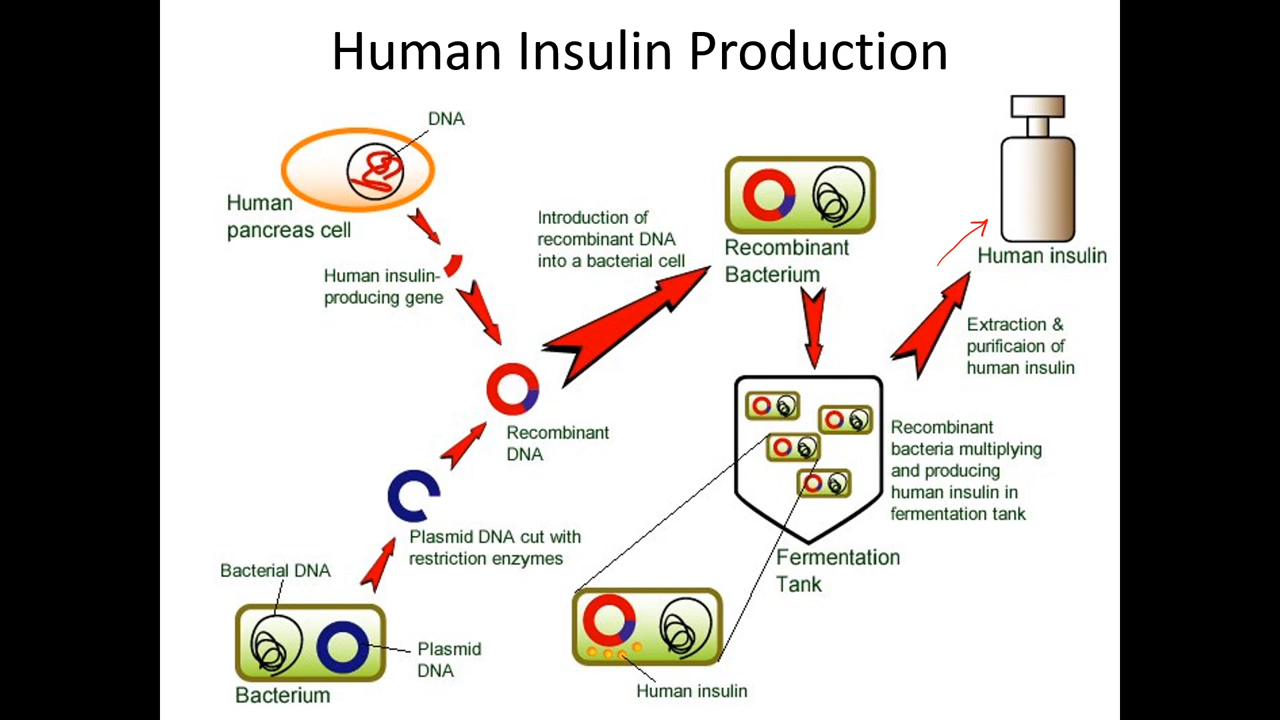 Human Insulin Production
DNA
Human
pancreas cell
Human insulin-
producing gene
Introduction of
recombinant DNA
into a bacterial cell
Recombinant
Bacterium
Human insulin
Extraction &
purificaion of
human insulin
Recombinant
DNA
Recombinant
bacteria multiplying
and producing
human insulin in
fermentation tank
Plasmid DNA cut with
restriction enzymes
Fermentation
Tank
Bacterial DNA
Plasmid
DNA
Bacterium
Human insulin